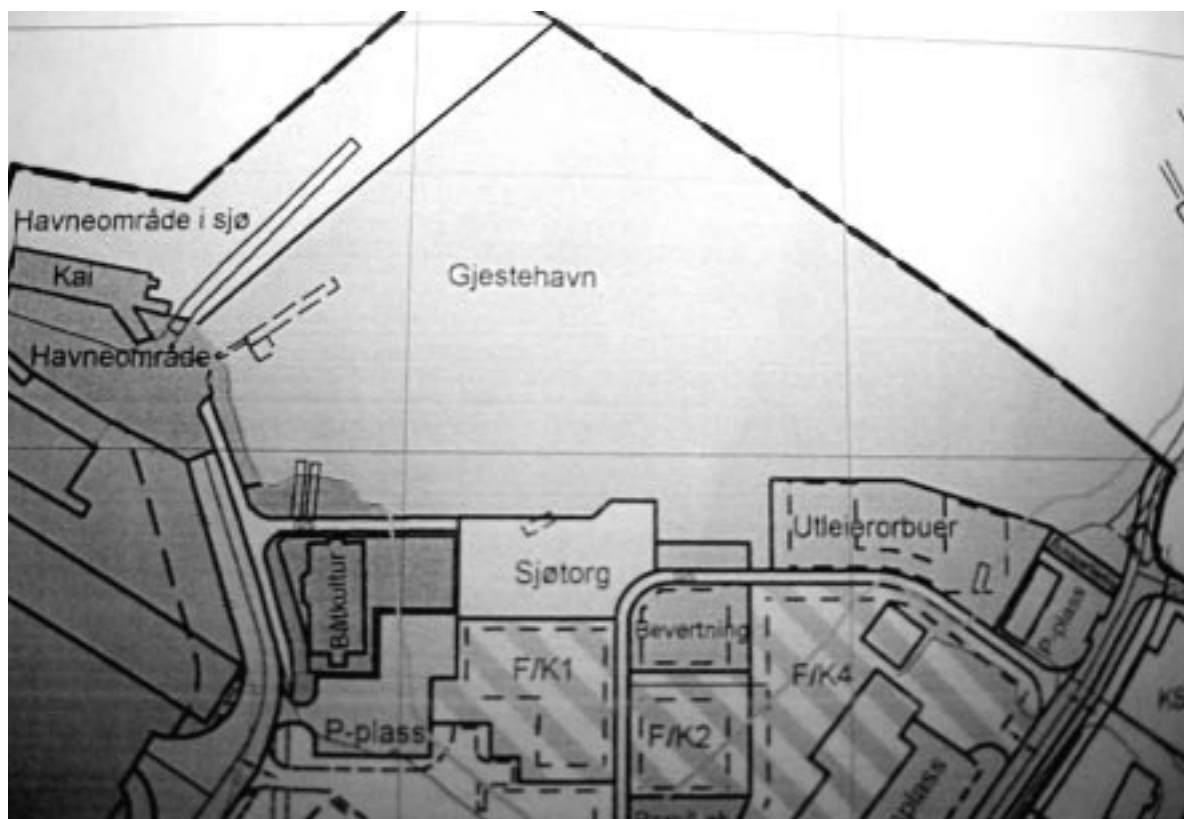 Havneområde i sjø
Kai
Gjestehavn
Havneområde
Utleierorbuer
Sjøtorg
Båtkultur
Bevertning
P-plass
F/K1
F/K4
F/K2
P-plass